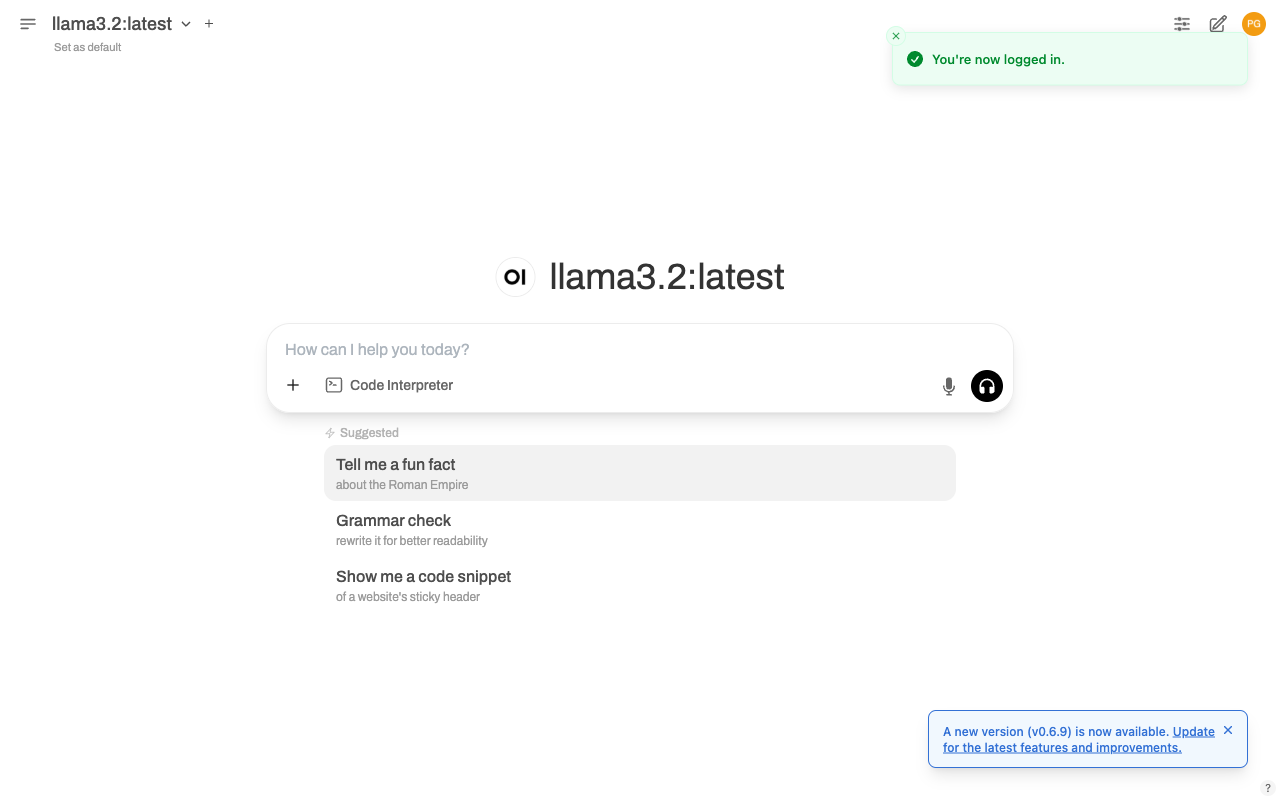 llama3.2:latest
Set as default
PG
You're now logged in.
OI llama3.2:latest
How can I help you today?
Code Interpreter
Suggested
Tell me a fun fact
about the Roman Empire
Grammar check
rewrite it for better readability
Show me a code snippet
of a website's sticky header
A new version (v0.6.9) is now available. Update
for the latest features and improvements.
?